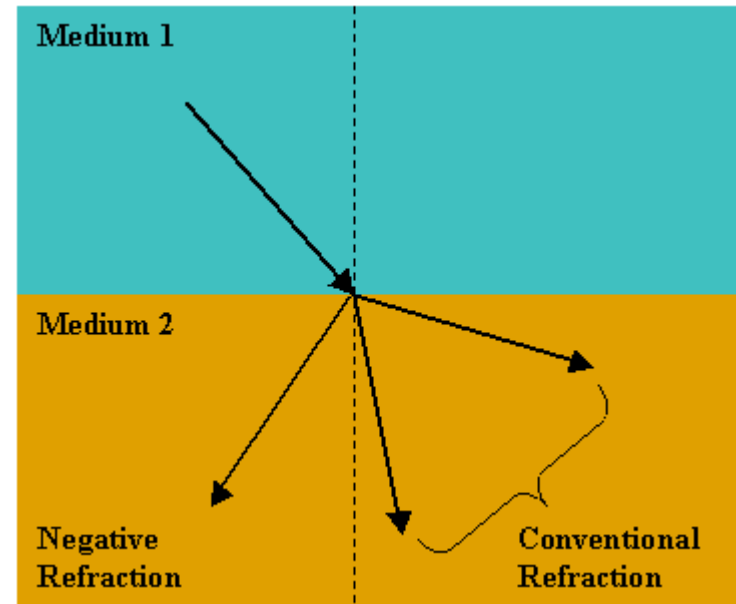 Medium 1
Medium 2
Negative
Refraction
Conventional
Refraction